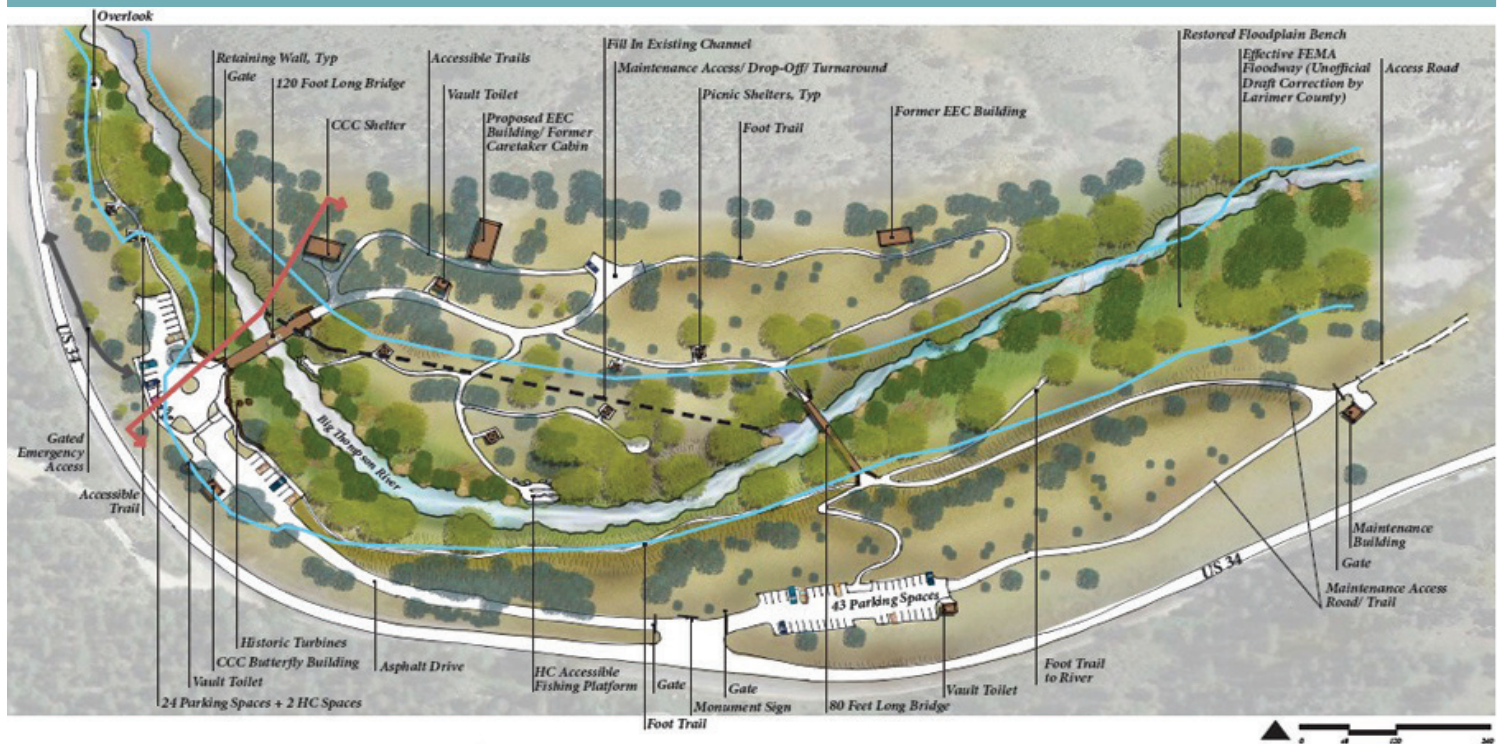 Overlook
Retaining Wall, Typ
Gate
120 Foot Long Bridge
CCC Shelter
Accessible Trails
Vault Toilet
Proposed EEC
Building/ Former
Caretaker Cabin
Fill In Existing Channel
Maintenance Access/ Drop-Off/ Turnaround
Picnic Shelters, Typ
Foot Trail
Former EEC Building
Restored Floodplain Bench
Effective FEMA
Floodway (Unofficial
Draft Correction by
Larimer County)
Access Road
US 34
Big Thompson River
Gated
Emergency
Access
Accessible
Trail
43 Parking Spaces
US 34
Maintenance
Building
Gate
Maintenance Access
Road/ Trail
Historic Turbines
CCC Butterfly Building
Vault Toilet
24 Parking Spaces + 2 HC Spaces
Asphalt Drive
HC Accessible
Fishing Platform
Gate
Foot Trail
Gate
Monument Sign
80 Feet Long Bridge
Vault Toilet
Foot Trail
to River